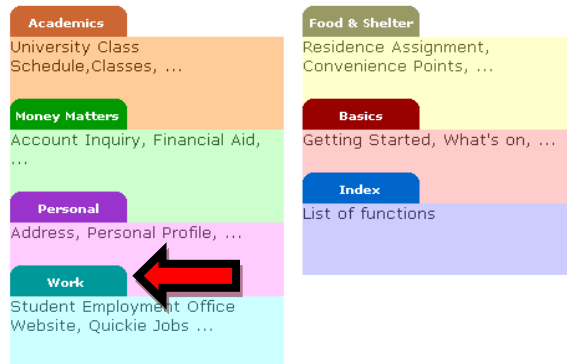 Academics
University Class
Schedule,Classes, ...
Money Matters
Account Inquiry, Financial Aid,
...
Personal
Address, Personal Profile, ...
Work
Student Employment Office
Website, Quickie Jobs ...
Food & Shelter
Residence Assignment,
Convenience Points, ...
Basics
Getting Started, What's on, ...
Index
List of functions